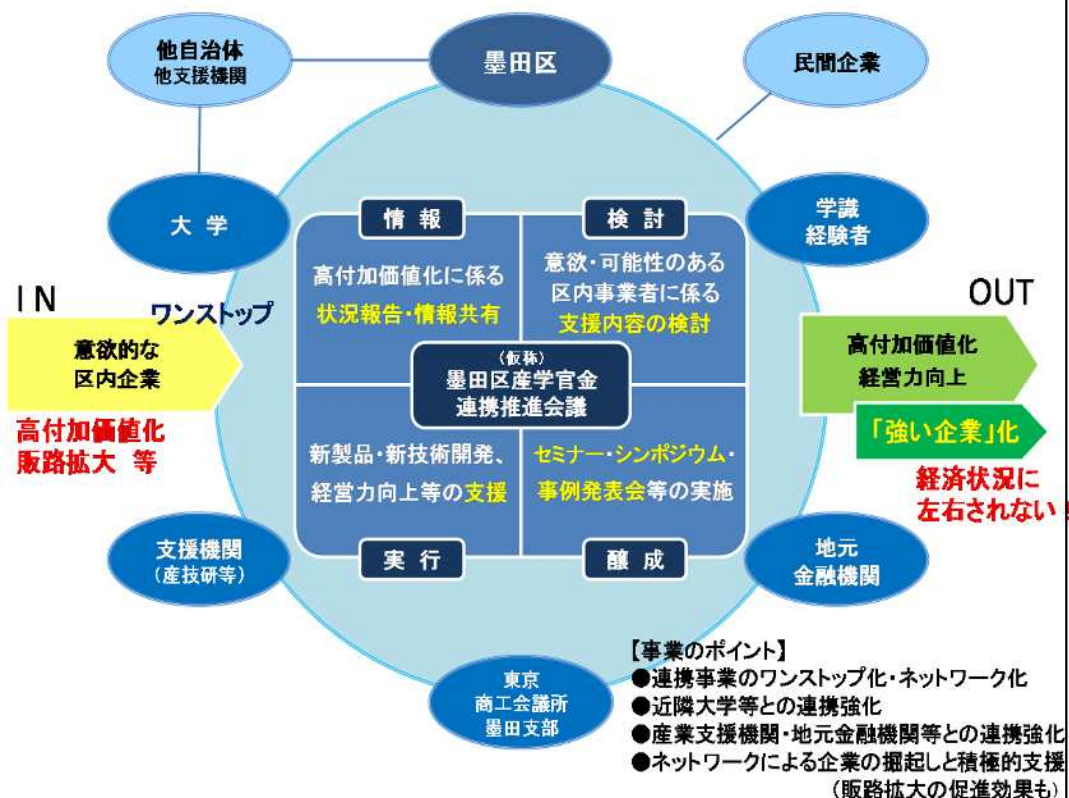 他自治体
他支援機関
墨田区
民間企業
大 学
学識
経験者
情 報
高付加価値化に係る
状況報告・情報共有
検 討
意欲・可能性のある
区内事業者に係る
支援内容の検討
IN
ワンストップ
意欲的な
区内企業
高付加価値化
販路拡大 等
(仮称)
墨田区産学官金
連携推進会議
OUT
高付加価値化
経営力向上
「強い企業」化
経済状況に
左右されない!
新製品・新技術開発、
経営力向上等の支援
実 行
セミナー・シンポジウム・
事例発表会等の実施
醸 成
支援機関
(産技研等)
地元
金融機関
東京
商工会議所
墨田支部
【事業のポイント】
●連携事業のワンストップ化・ネットワーク化
●近隣大学等との連携強化
●産業支援機関・地元金融機関等との連携強化
●ネットワークによる企業の掘起しと積極的支援
(販路拡大の促進効果も)